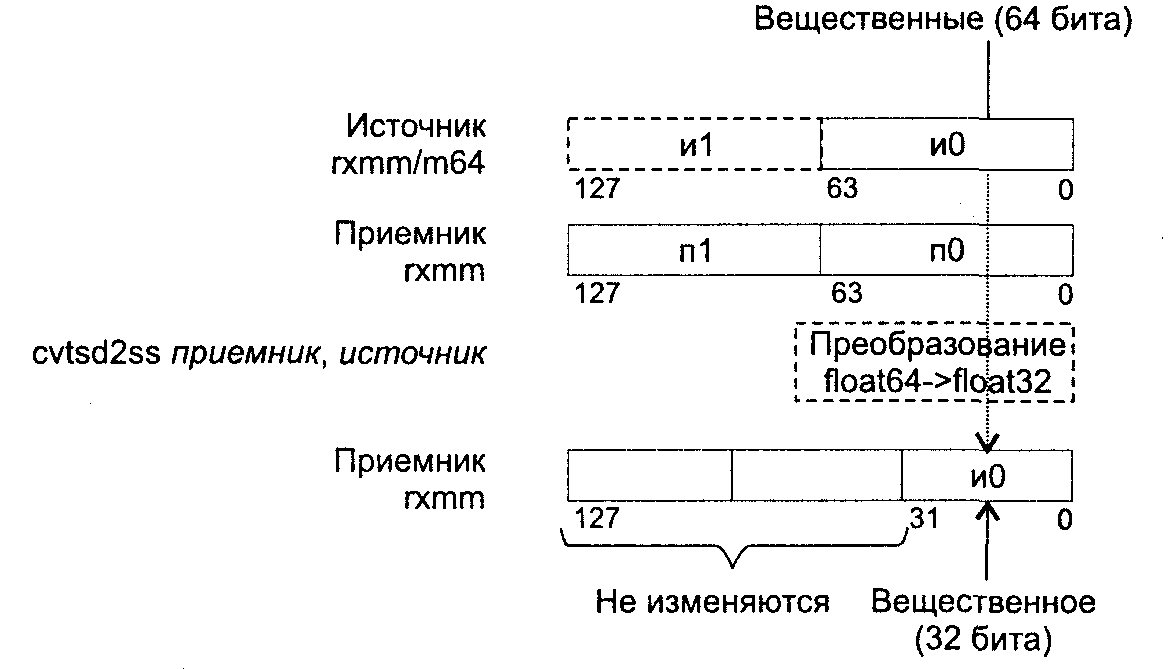 Вещественные (64 бита)
Источник
rxmm/m64
и1
и0
127
63
0
Приемник
rxmm
п1
п0
127
63
0
cvtsd2ss приемник, источник
Преобразование
float64->float32
Приемник
rxmm
и0
127
31
0
Не изменяются
Вещественное
(32 бита)